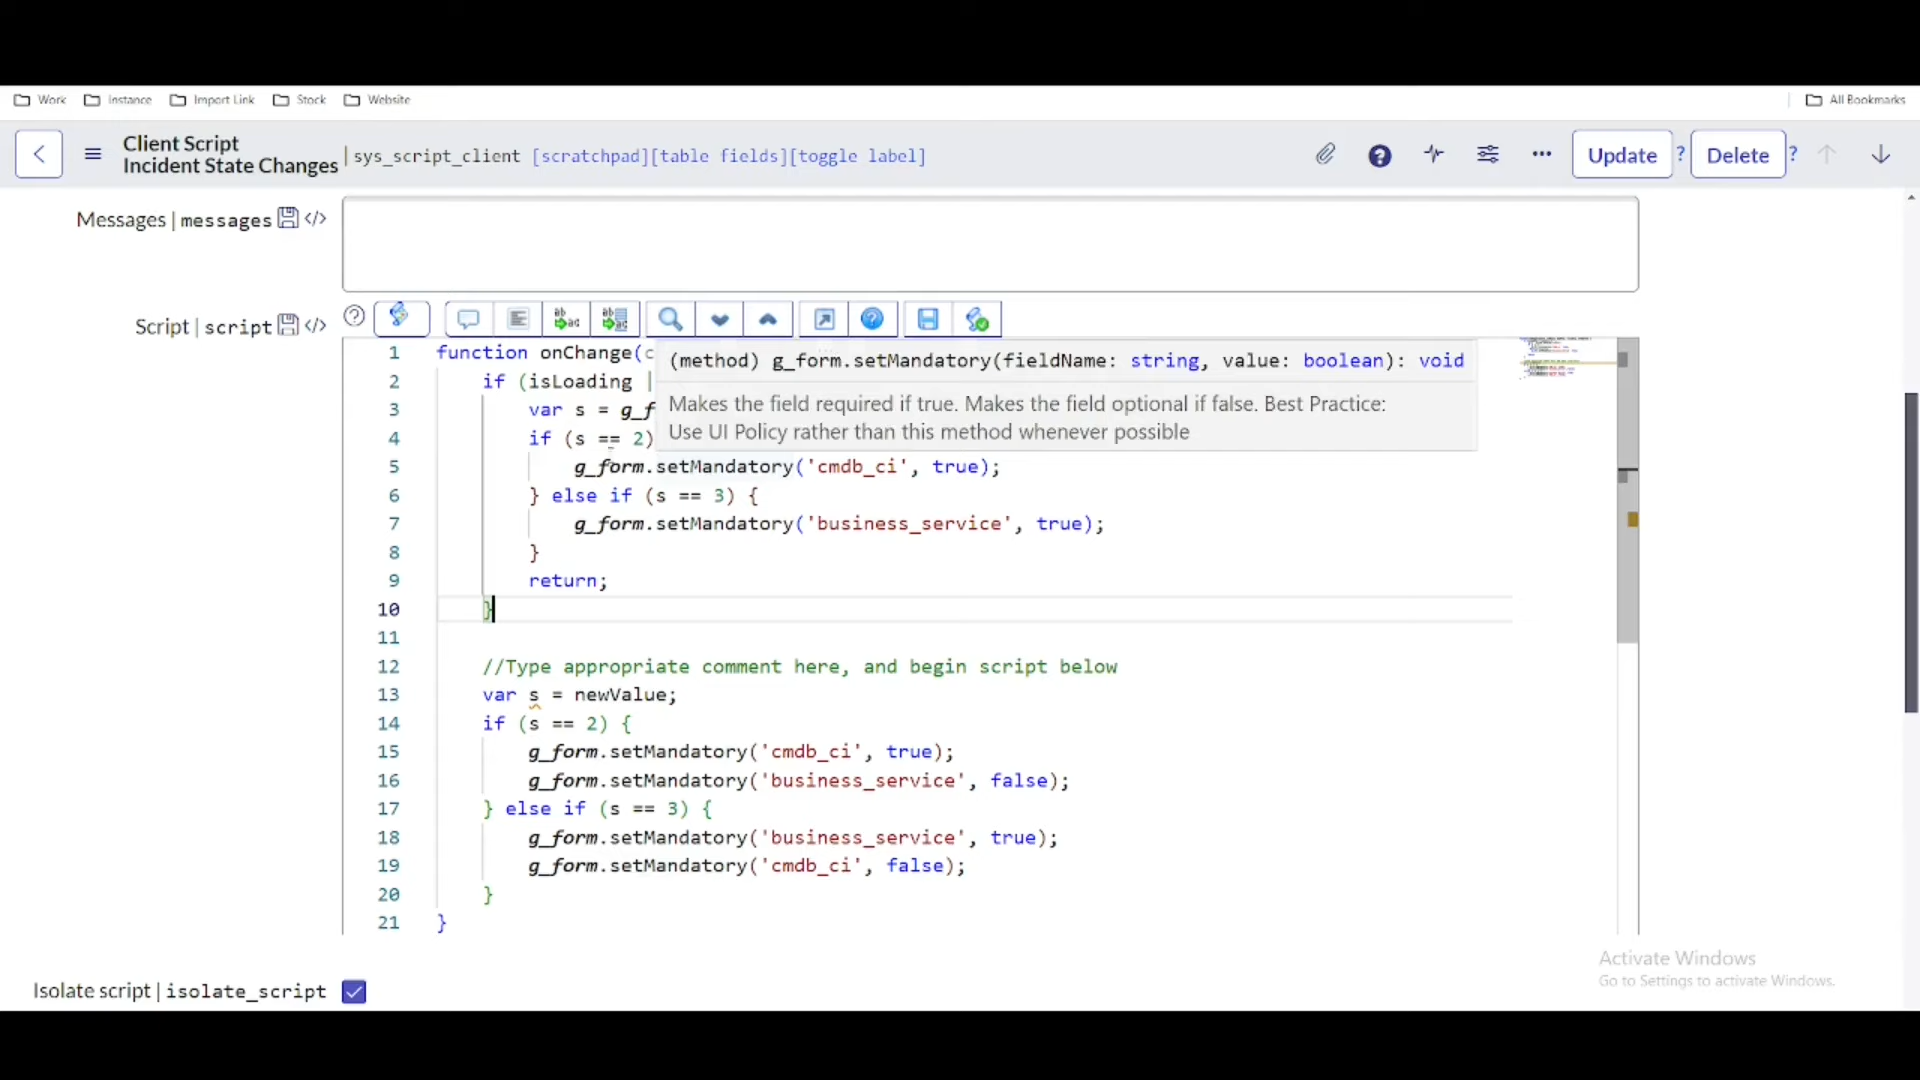 Work Instance Import Link Stock Website All Bookmarks
Client Script
Incident State Changes | sys_script_client [scratchpad][table fields][toggle label] ? ... Update ? Delete ?
Messages | messages </>
Script | script </> ?
1 function onChange(c
(method) g_form.setMandatory(fieldName: string, value: boolean): void
Makes the field required if true. Makes the field optional if false. Best Practice:
Use UI Policy rather than this method whenever possible
2 if (isLoading |
3 var s = g_f
4 if (s == 2)
5 g_form.setMandatory('cmdb_ci', true);
6 } else if (s == 3) {
7 g_form.setMandatory('business_service', true);
8 }
9 return;
10 }
11
12 //Type appropriate comment here, and begin script below
13 var s = newValue;
14 if (s == 2) {
15 g_form.setMandatory('cmdb_ci', true);
16 g_form.setMandatory('business_service', false);
17 } else if (s == 3) {
18 g_form.setMandatory('business_service', true);
19 g_form.setMandatory('cmdb_ci', false);
20 }
21 }
Activate Windows
Go to Settings to activate Windows.
Isolate script | isolate_script